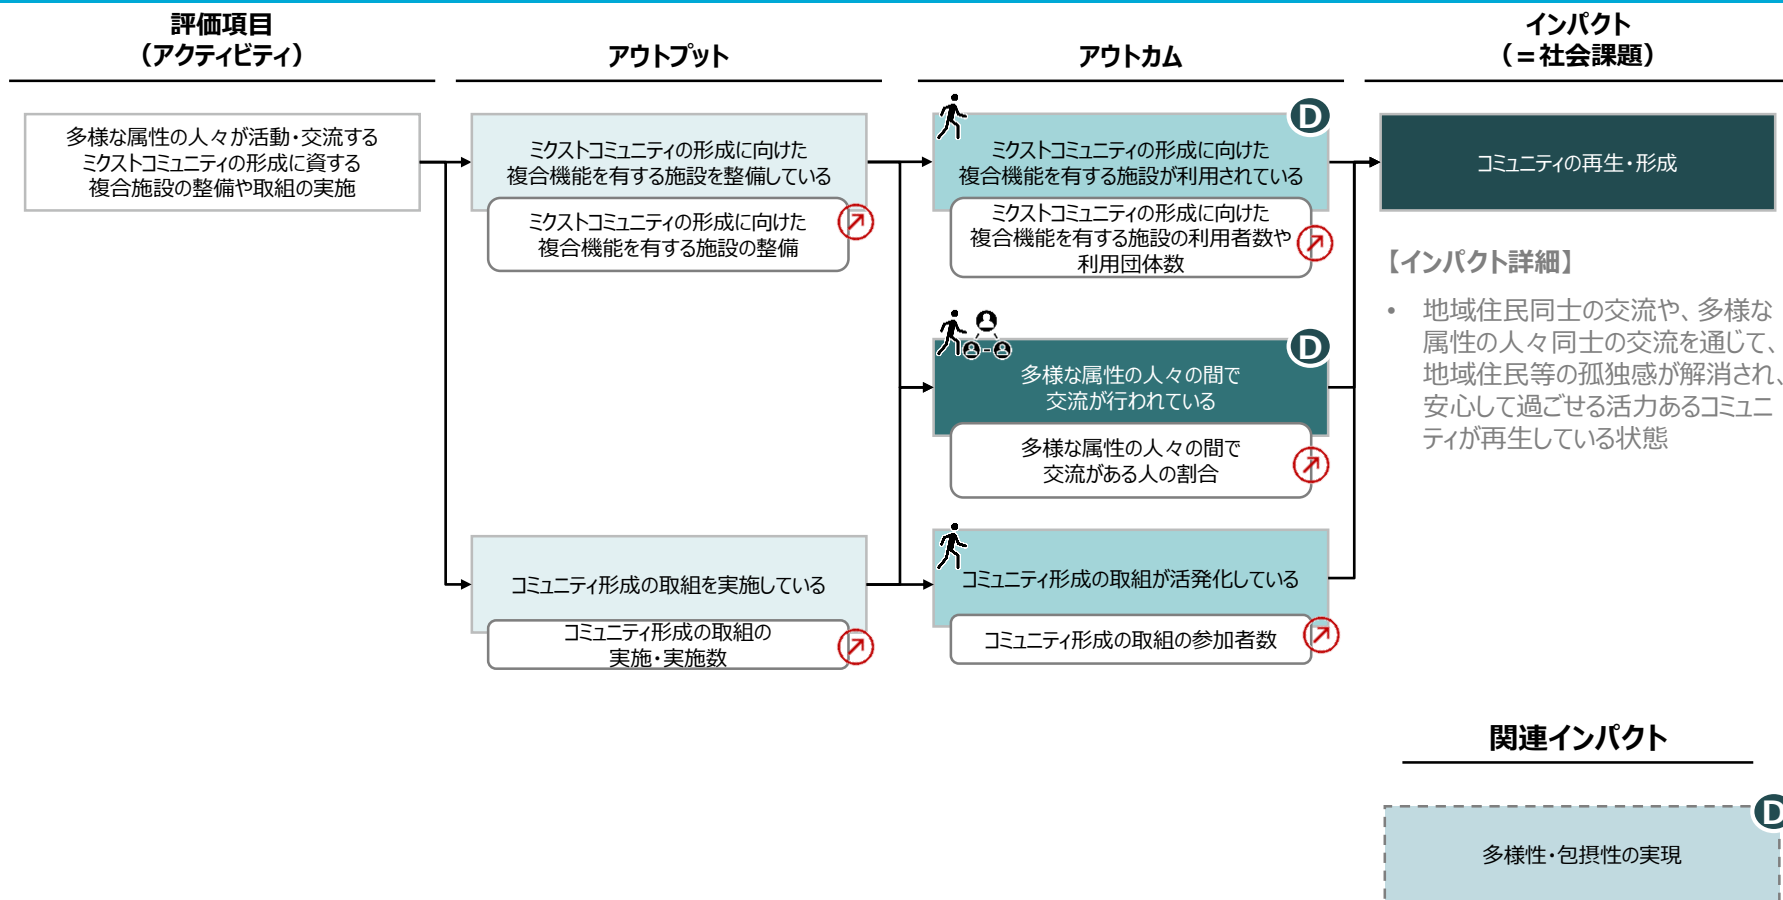 評価項目
（アクティビティ）
アウトプット
アウトカム
インパクト
（＝社会課題）
多様な属性の人々が活動・交流する
ミクストコミュニティの形成に資する
複合施設の整備や取組の実施
ミクストコミュニティの形成に向けた
複合機能を有する施設を整備している
ミクストコミュニティの形成に向けた
複合機能を有する施設の整備
D
ミクストコミュニティの形成に向けた
複合機能を有する施設が利用されている
ミクストコミュニティの形成に向けた
複合機能を有する施設の利用者数や
利用団体数
コミュニティの再生・形成
【インパクト詳細】
• 地域住民同士の交流や、多様な
属性の人々同士の交流を通じて、
地域住民等の孤独感が解消され、
安心して過ごせる活力あるコミュニ
ティが再生している状態
D
多様な属性の人々の間で
交流が行われている
多様な属性の人々の間で
交流がある人の割合
コミュニティ形成の取組を実施している
コミュニティ形成の取組の
実施・実施数
コミュニティ形成の取組が活発化している
コミュニティ形成の取組の参加者数
関連インパクト
D
多様性・包摂性の実現